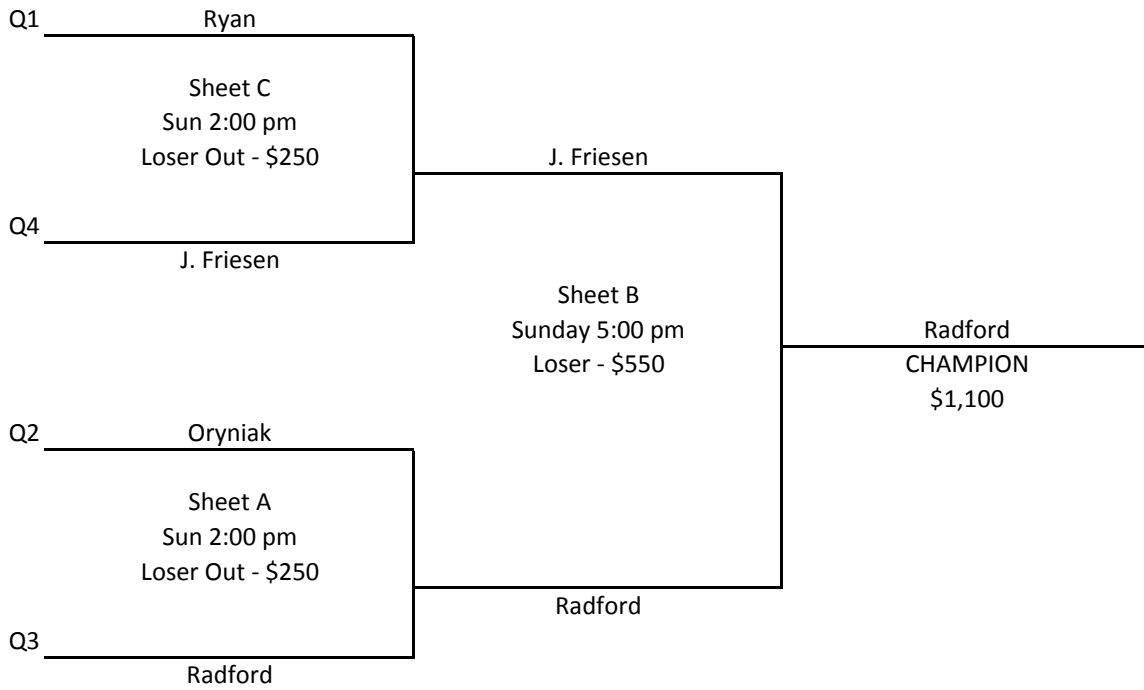 Q1
Ryan
Sheet C
Sun 2:00 pm
Loser Out - $250
J. Friesen
Q4
J. Friesen
Sheet B
Sunday 5:00 pm
Loser - $550
Radford
CHAMPION
$1,100
Q2
Oryniak
Sheet A
Sun 2:00 pm
Loser Out - $250
Radford
Q3
Radford